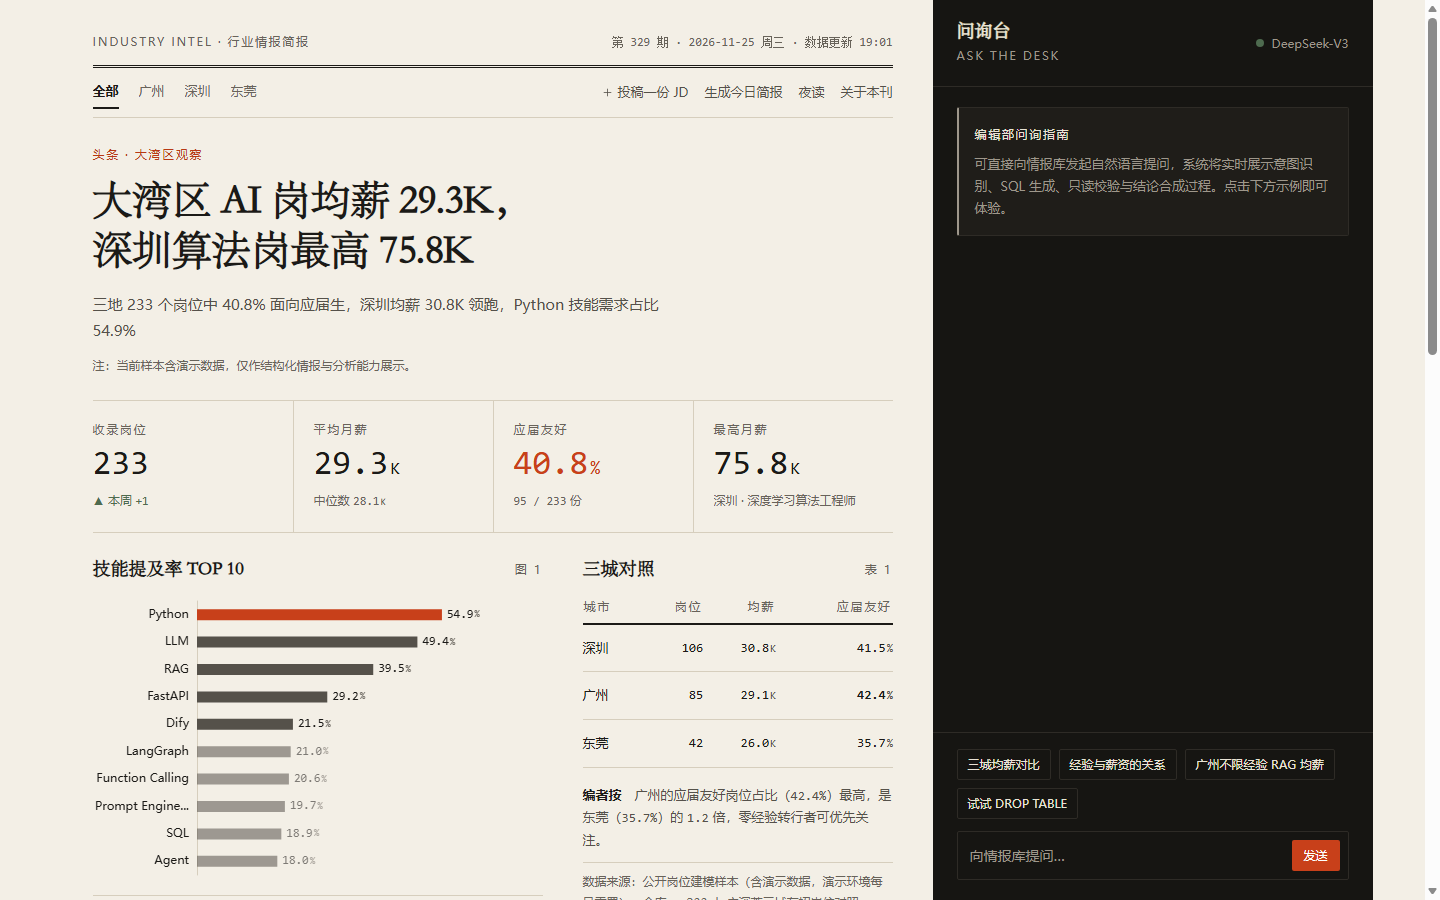 INDUSTRY INTEL · 行业情报简报
第 329 期 · 2026-11-25 周三 · 数据更新 19:01
全部 广州 深圳 东莞
+ 投稿一份 JD 生成今日简报 夜读 关于本刊
头条 · 大湾区观察
大湾区 AI 岗均薪 29.3K，
深圳算法岗最高 75.8K
三地 233 个岗位中 40.8% 面向应届生，深圳均薪 30.8K 领跑，Python 技能需求占比
54.9%
注：当前样本含演示数据，仅作结构化情报与分析能力展示。
收录岗位
233
▲ 本周 +1
平均月薪
29.3K
中位数 28.1K
应届友好
40.8%
95 / 233 份
最高月薪
75.8K
深圳 · 深度学习算法工程师
技能提及率 TOP 10 图 1
Python 54.9%
LLM 49.4%
RAG 39.5%
FastAPI 29.2%
Dify 21.5%
LangGraph 21.0%
Function Calling 20.6%
Prompt Engine... 19.7%
SQL 18.9%
Agent 18.0%
三城对照 表 1
城市 岗位 均薪 应届友好
深圳 106 30.8K 41.5%
广州 85 29.1K 42.4%
东莞 42 26.0K 35.7%
编者按 广州的应届友好岗位占比（42.4%）最高，是
东莞（35.7%）的 1.2 倍，零经验转行者可优先关
注。
数据来源：公开岗位建模样本（含演示数据，演示环境每
问询台
ASK THE DESK
DeepSeek-V3
编辑部问询指南
可直接向情报库发起自然语言提问，系统将实时展示意图识
别、SQL 生成、只读校验与结论合成过程。点击下方示例即可
体验。
三城均薪对比 经验与薪资的关系 广州不限经验 RAG 均薪
试试 DROP TABLE
向情报库提问... 发送